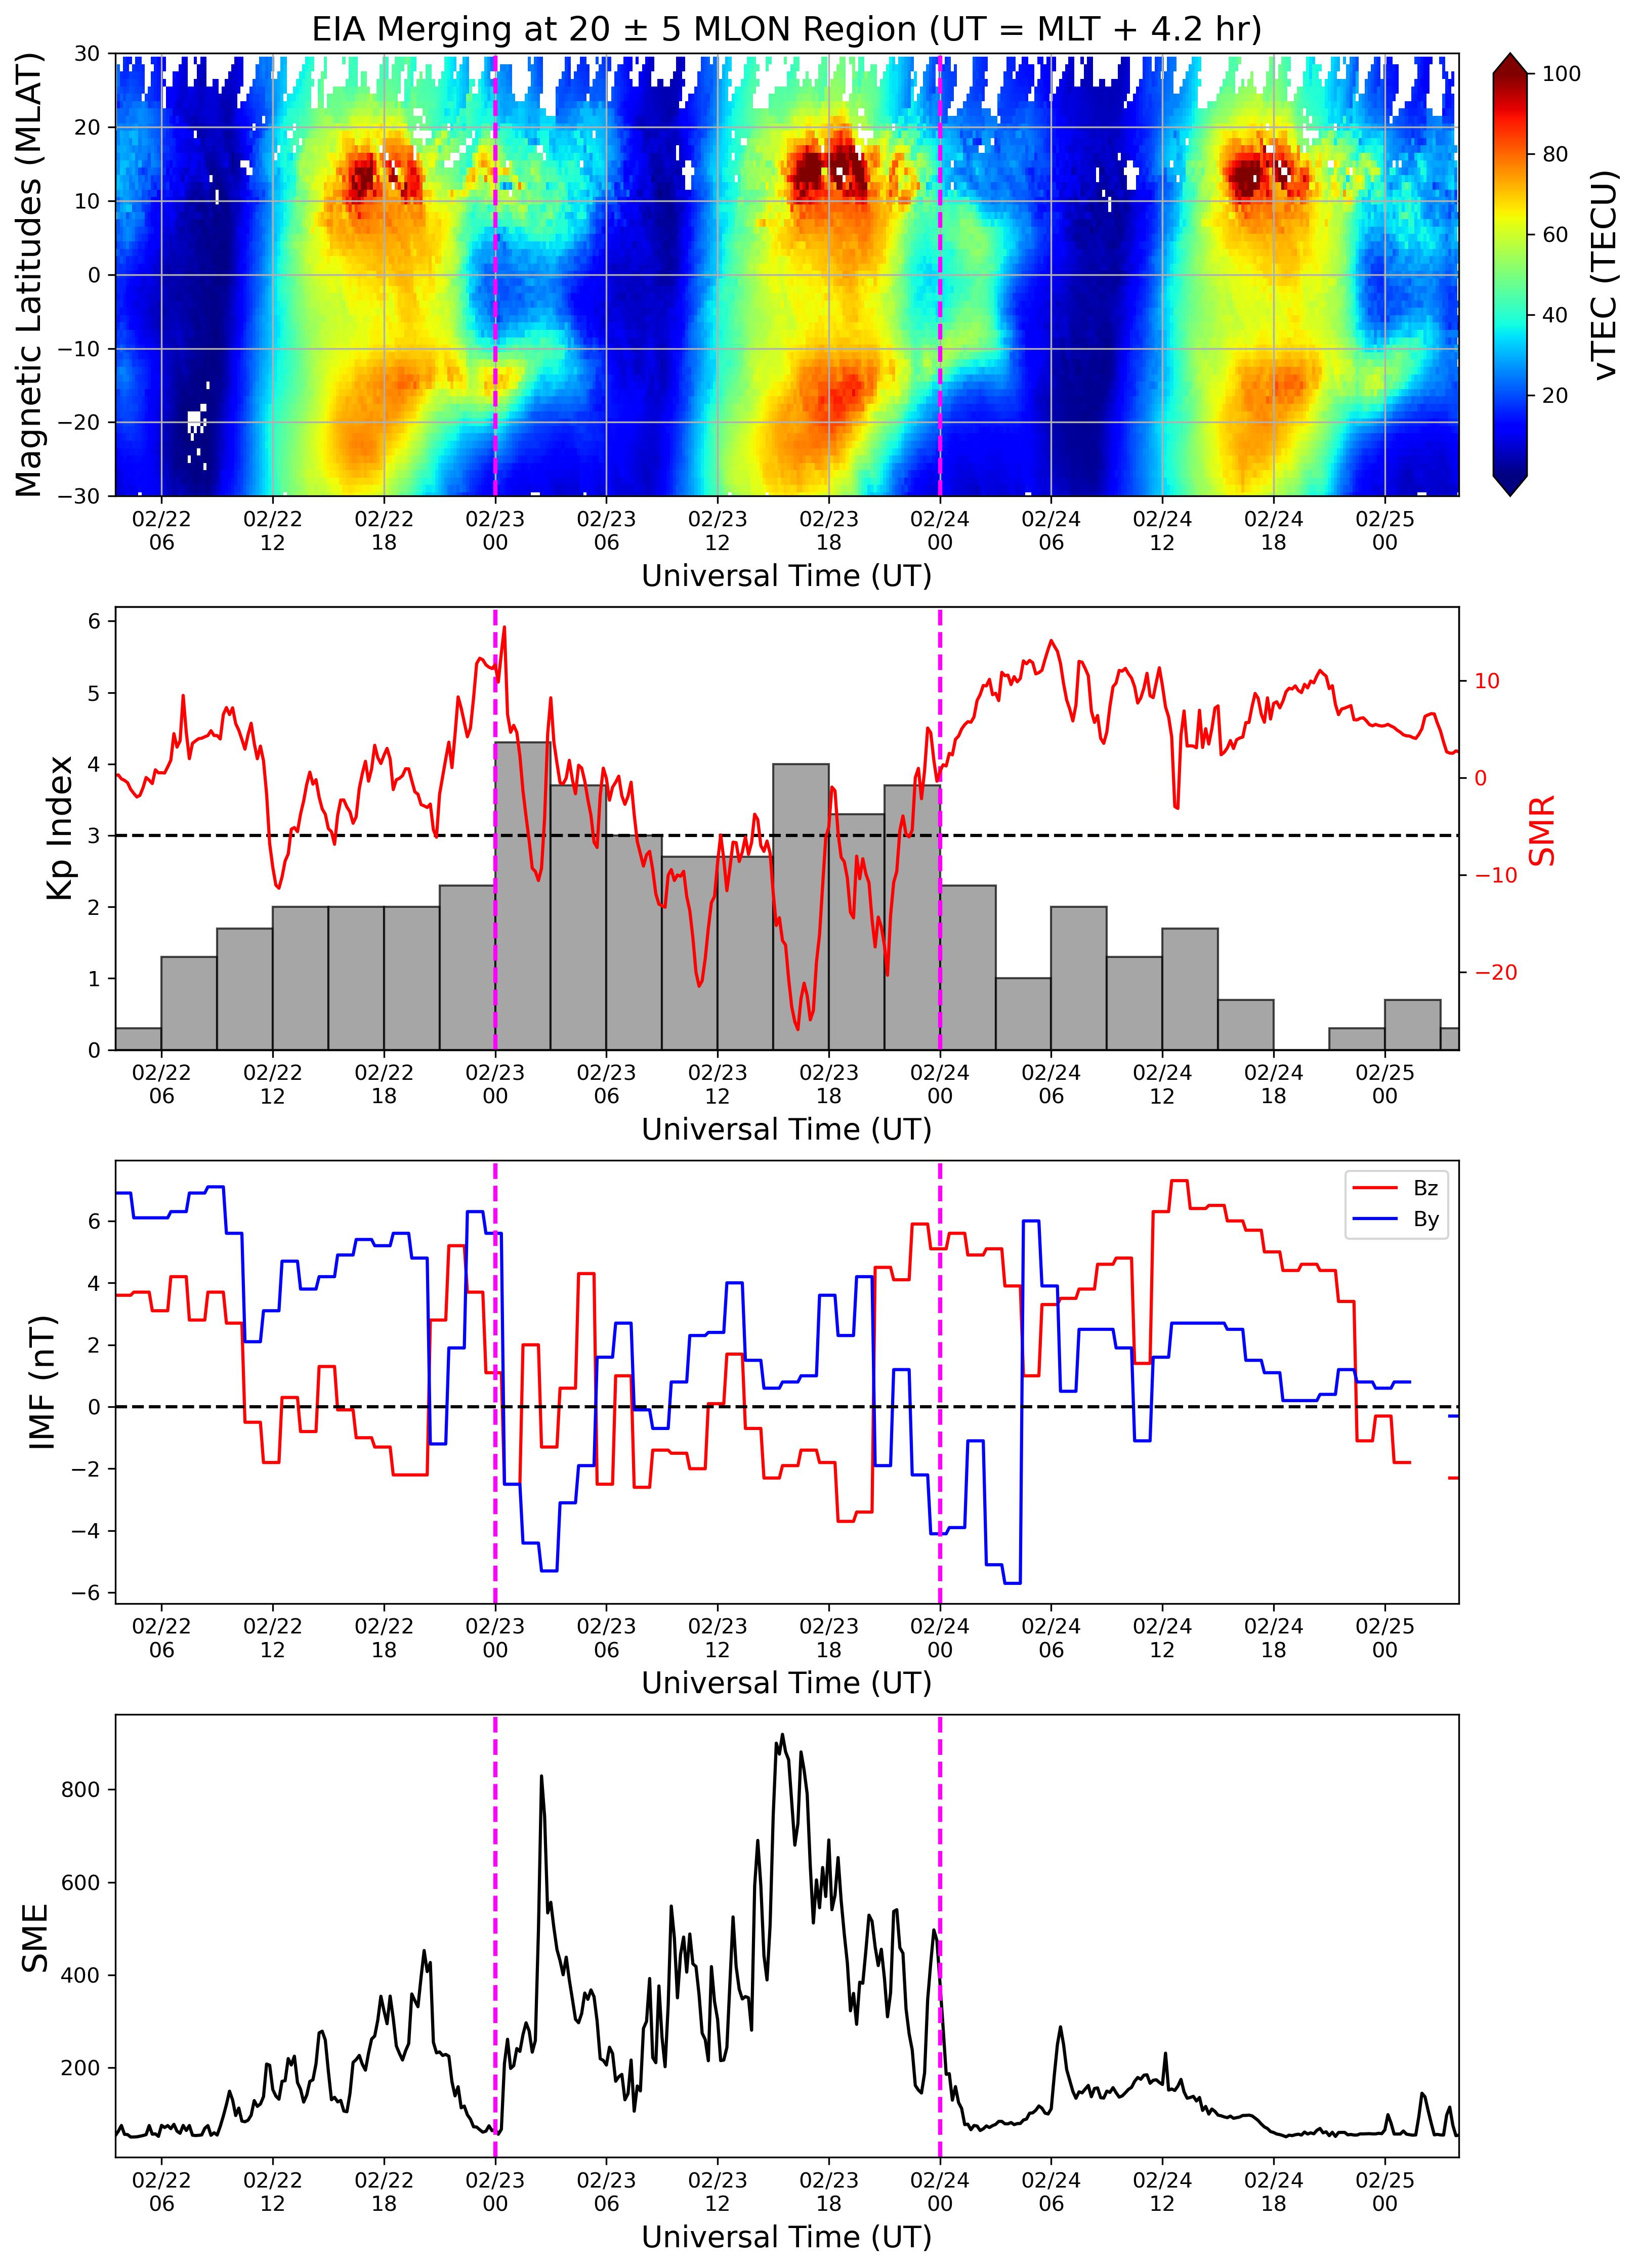 EIA Merging at 20 ± 5 MLON Region (UT = MLT + 4.2 hr)
Magnetic Latitudes (MLAT)
30
20
10
0
−10
−20
−30
02/22 02/22 02/22 02/23 02/23 02/23 02/23 02/24 02/24 02/24 02/24 02/25
06 12 18 00 06 12 18 00 06 12 18 00
Universal Time (UT)
100
80
60
40
20
vTEC (TECU)
Kp Index
6
5
4
3
2
1
0
10
0
−10
−20
SMR
02/22 02/22 02/22 02/23 02/23 02/23 02/23 02/24 02/24 02/24 02/24 02/25
06 12 18 00 06 12 18 00 06 12 18 00
Universal Time (UT)
IMF (nT)
6
4
2
0
−2
−4
−6
Bz
By
02/22 02/22 02/22 02/23 02/23 02/23 02/23 02/24 02/24 02/24 02/24 02/25
06 12 18 00 06 12 18 00 06 12 18 00
Universal Time (UT)
SME
800
600
400
200
02/22 02/22 02/22 02/23 02/23 02/23 02/23 02/24 02/24 02/24 02/24 02/25
06 12 18 00 06 12 18 00 06 12 18 00
Universal Time (UT)